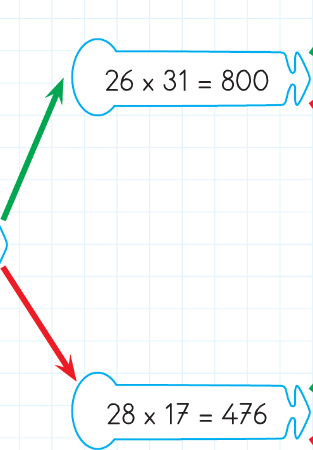 26 x 31 = 800
28 x 17 = 476